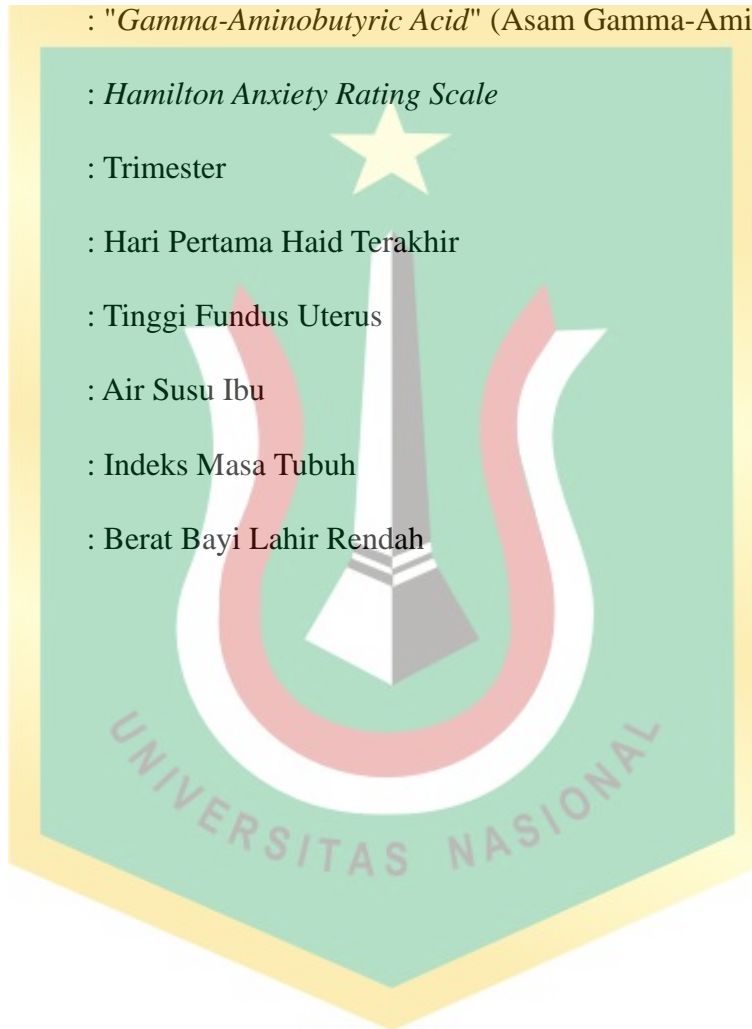 : "Gamma-Aminobutyric Acid" (Asam Gamma-Ami
: Hamilton Anxiety Rating Scale
: Trimester
: Hari Pertama Haid Terakhir
: Tinggi Fundus Uterus
: Air Susu Ibu
: Indeks Masa Tubuh
: Berat Bayi Lahir Rendah
UNIVERSITAS NASIONAL